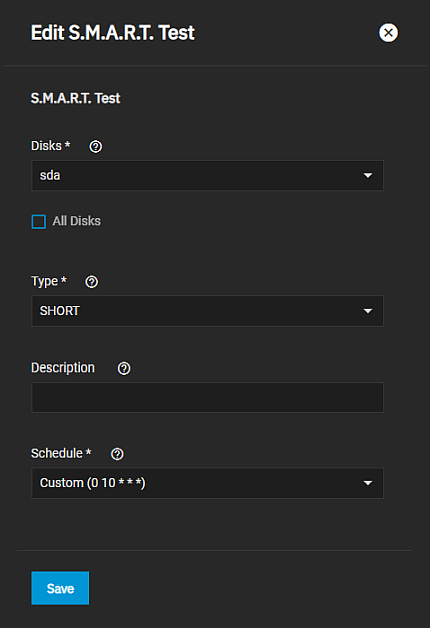 Edit S.M.A.R.T. Test
S.M.A.R.T. Test
Disks *
sda
All Disks
Type *
SHORT
Description
Schedule *
Custom (0 10 * * *)
Save